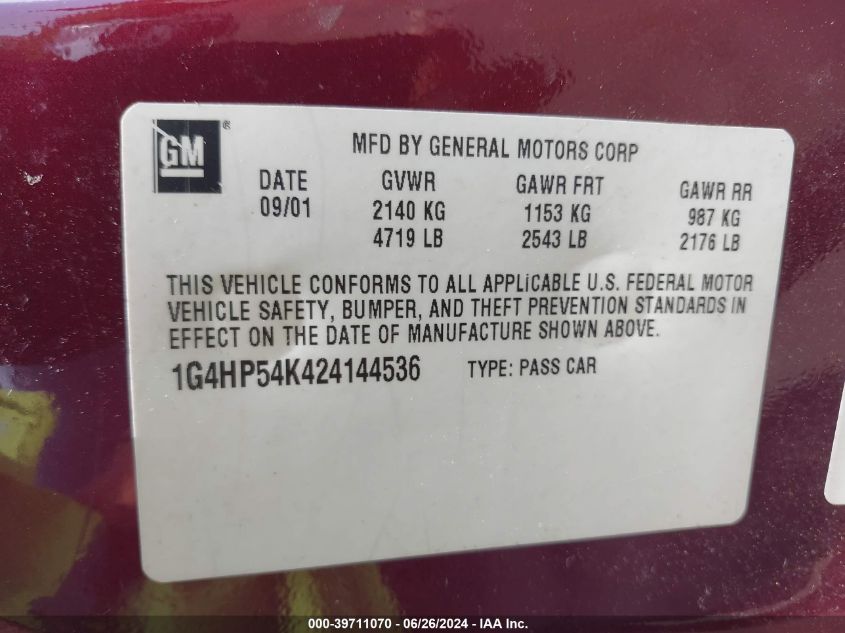 GM®
MFD BY GENERAL MOTORS CORP
DATE GVWR GAWR FRT GAWR RR
09/01 2140 KG 1153 KG 987 KG
4719 LB 2543 LB 2176 LB
THIS VEHICLE CONFORMS TO ALL APPLICABLE U.S. FEDERAL MOTOR
VEHICLE SAFETY, BUMPER, AND THEFT PREVENTION STANDARDS IN
EFFECT ON THE DATE OF MANUFACTURE SHOWN ABOVE.
1G4HP54K424144536 TYPE: PASS CAR
000-39711070 - 06/26/2024 - IAA Inc.